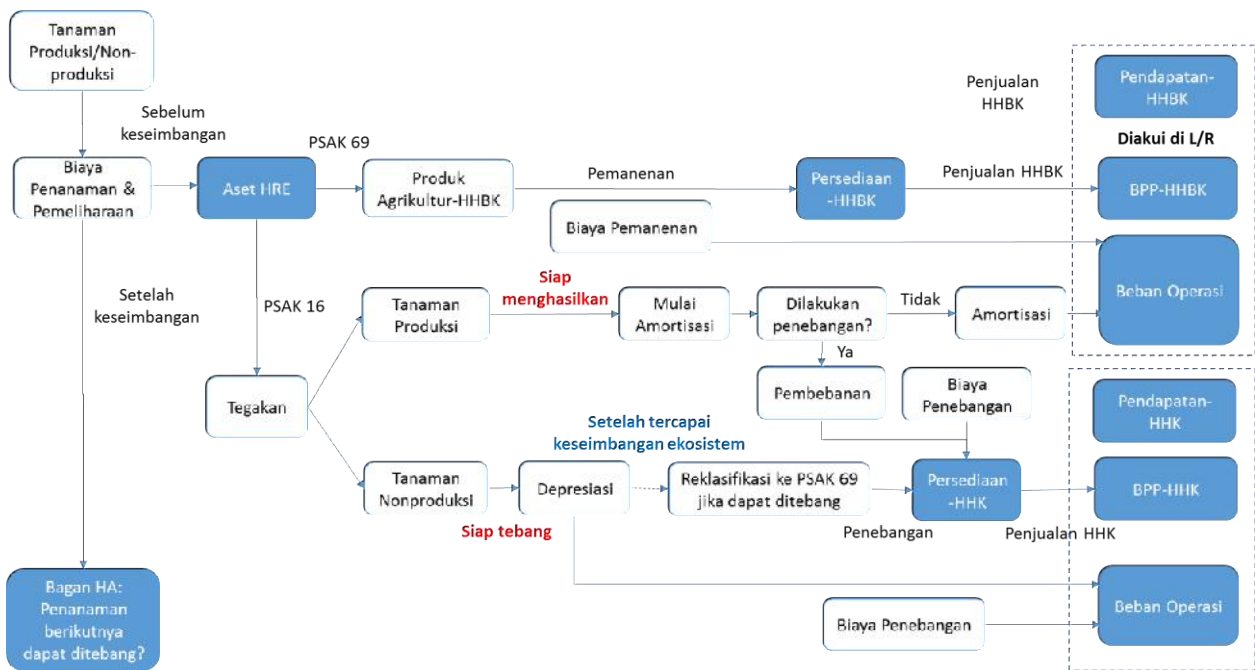 Tanaman
Produksi/Non-
produksi
Sebelum
keseimbangan
PSAK 69
Penjualan
HHBK
Pendapatan-
HHBK
Diakui di L/R
Biaya
Penanaman &
Pemeliharaan
Aset HRE
Produk
Agrikultur-HHBK
Pemanenan
Persediaan
-HHBK
Penjualan HHBK
BPP-HHBK
Biaya Pemanenan
Setelah
keseimbangan
PSAK 16
Tanaman
Produksi
Siap
menghasilkan
Mulai
Amortisasi
Dilakukan
penebangan?
Tidak
Amortisasi
Beban Operasi
Ya
Tegakan
Pembebanan
Biaya
Penebangan
Pendapatan-
HHK
Setelah tercapai
keseimbangan ekosistem
Tanaman
Nonproduksi
Depresiasi
Reklasifikasi ke PSAK 69
jika dapat ditebang
Persediaan
-HHK
BPP-HHK
Siap tebang
Penebangan
Penjualan HHK
Bagan HA:
Penanaman
berikutnya
dapat ditebang?
Biaya Penebangan
Beban Operasi